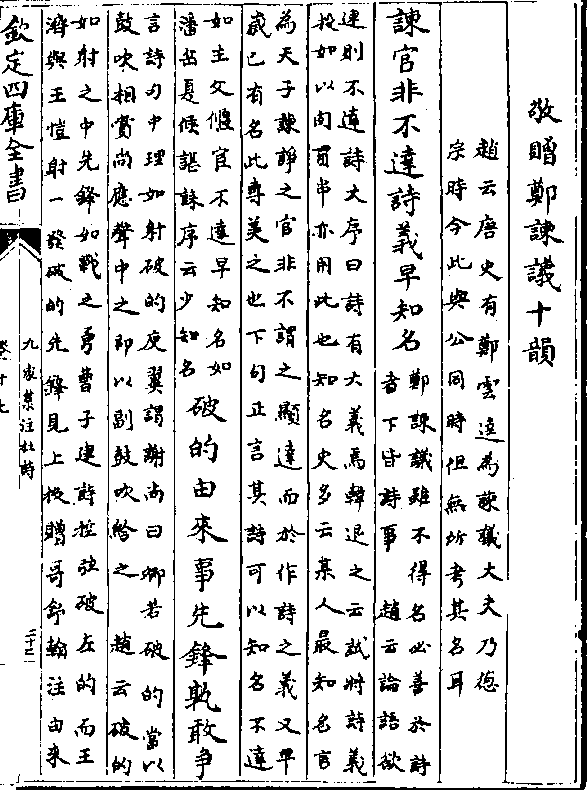 敬贈鄭諫議十韻
趙云唐史有鄭雲逵為諫議大夫乃德
宗時今此與公同時但無所考其名耳
諫官非不達詩義早知名
鄭諫議雖不得名必善於詩
者下皆詩事 趙云論語欲
速則不達詩大序曰詩有大義焉韓退之云試將詩義
授如以肉貫串亦用此也知名史多云某人最知名官
為天子諫諍之官非不謂之顯達而於作詩之義又早
歲已有名此專美之也下句正言其詩可以知名不達
如主父偃官不達早知名如
潘岳夏侯諶誄序云少知名
破的由來事先鋒孰敢爭
言詩句中理如射破的庾翼謂謝尚曰卿若破的當以
鼓吹相賞尚應聲中之即以副鼓吹給之 趙云破的
如射之中先鋒如戰之勇曹子建詩控弦破左的而王
濟與王愷射一發破的先鋒見上投贈哥舒翰注由來
欽定四庫全書
九家集注杜詩
卷十七
二十二